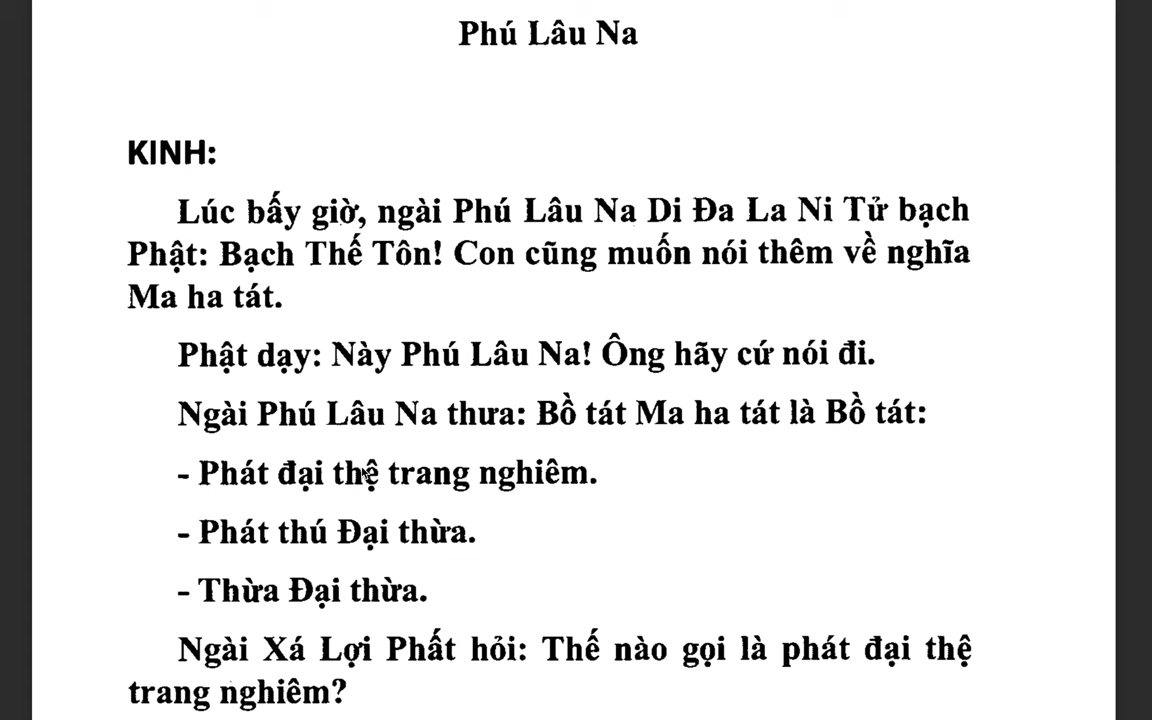 Phú Lâu Na
KINH:
Lúc bấy giờ, ngài Phú Lâu Na Di Đa La Ni Tử bạch
Phật: Bạch Thế Tôn! Con cũng muốn nói thêm về nghĩa
Ma ha tát.
Phật dạy: Này Phú Lâu Na! Ông hãy cứ nói đi.
Ngài Phú Lâu Na thưa: Bồ tát Ma ha tát là Bồ tát:
- Phát đại thệ trang nghiêm.
- Phát thú Đại thừa.
- Thừa Đại thừa.
Ngài Xá Lợi Phất hỏi: Thế nào gọi là phát đại thệ
trang nghiêm?